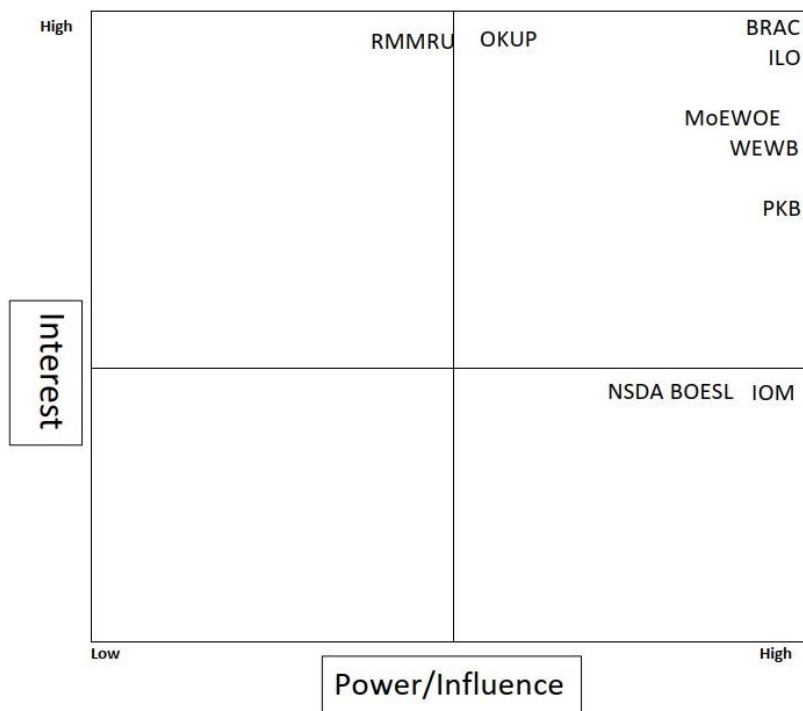 High
RMMRU OKUP
BRAC
ILO
MoEWOE
WEWB
PKB
Interest
NSDA BOESL IOM
Low
High
Power/Influence